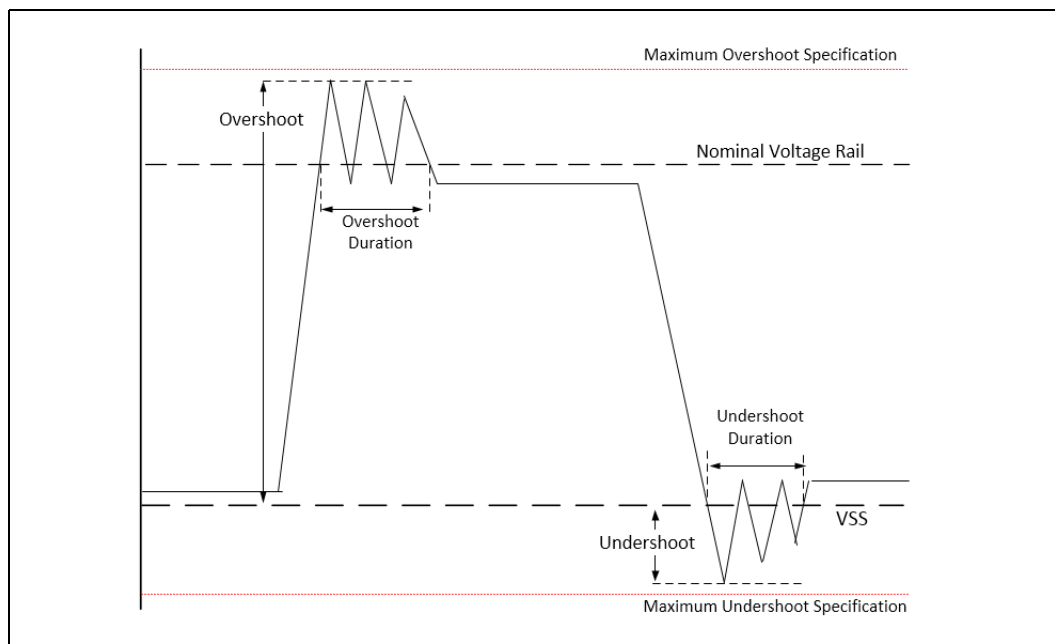 Maximum Overshoot Specification
Overshoot
Nominal Voltage Rail
Overshoot
Duration
Undershoot
Duration
VSS
Undershoot
Maximum Undershoot Specification